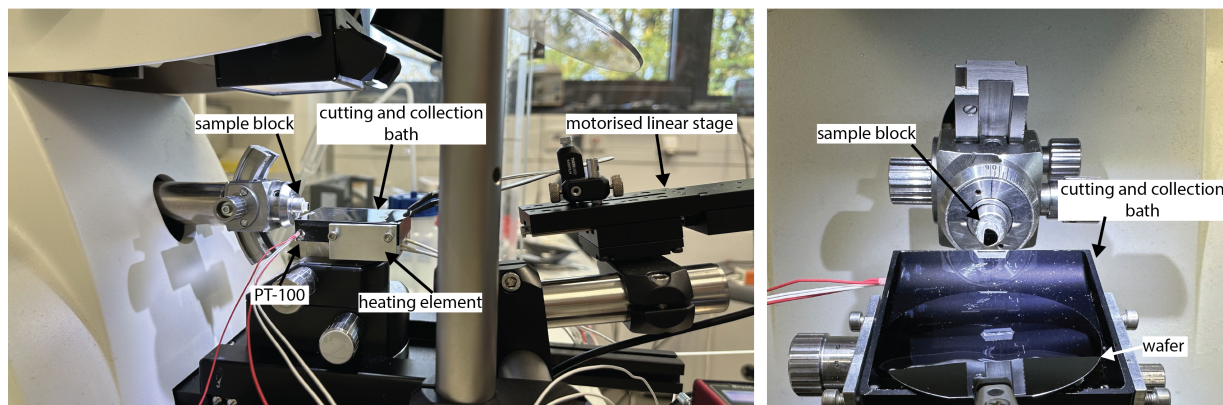 sample block
cutting and collection
bath
motorised linear stage
PT-100
heating element
sample block
cutting and collection
bath
wafer